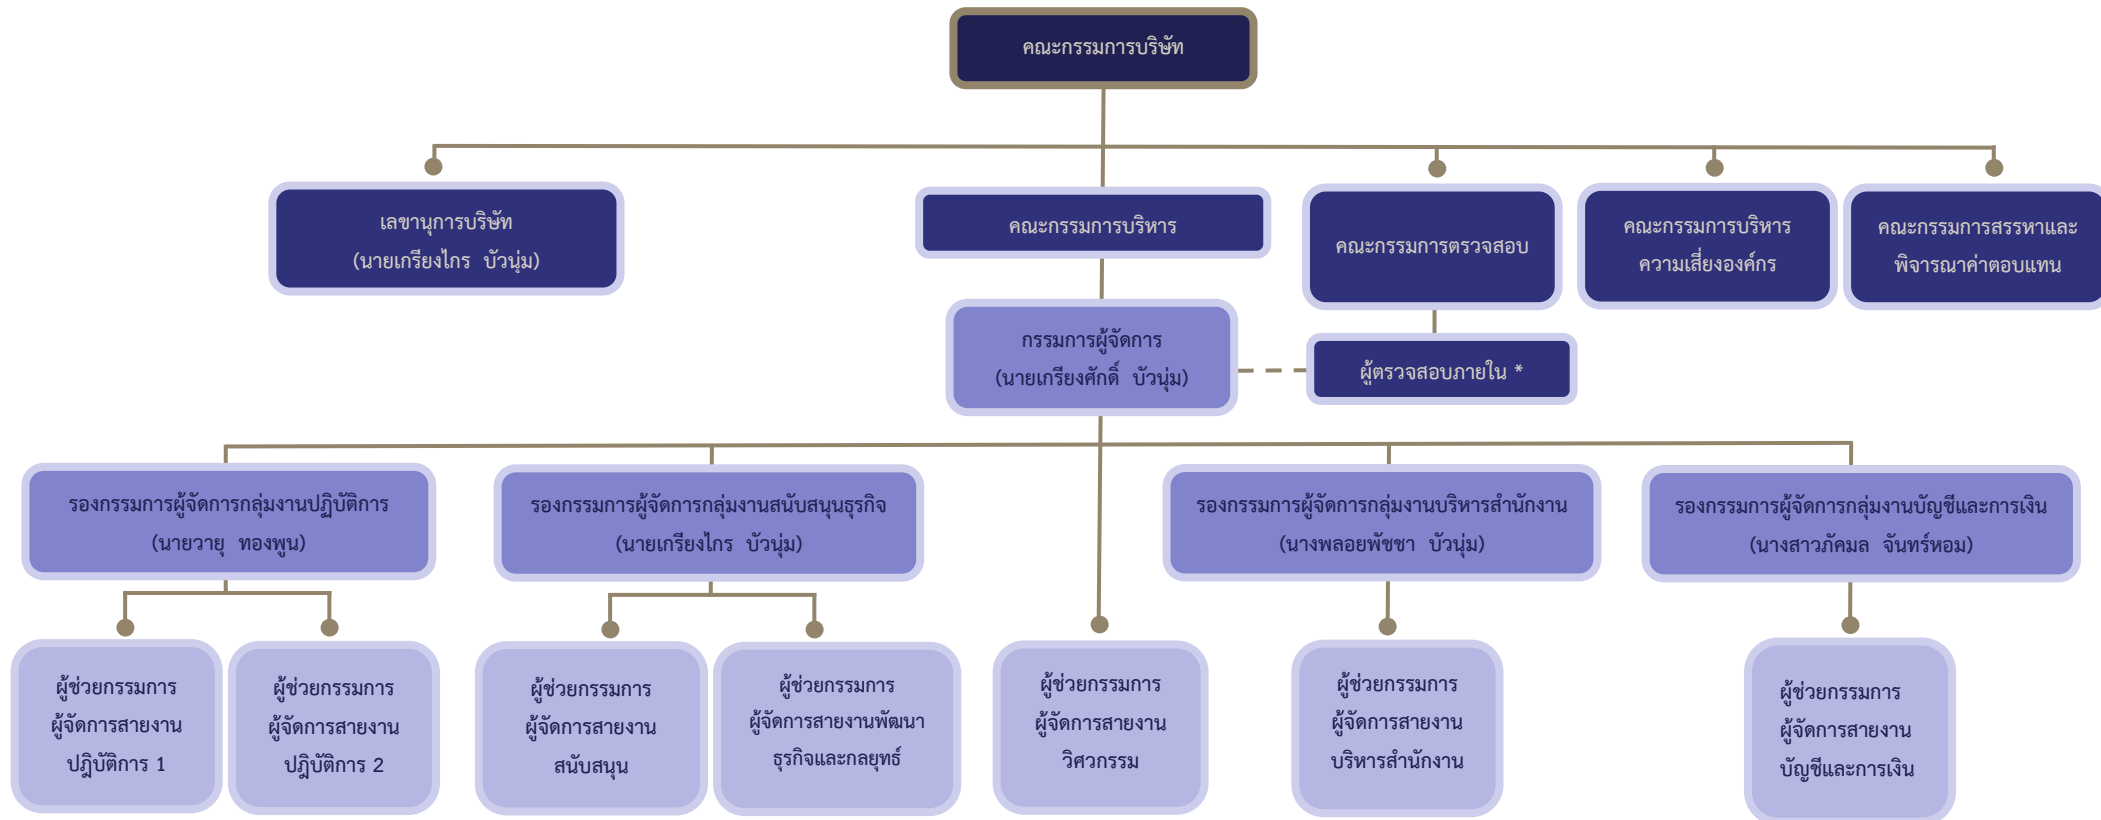 คณะกรรมการบริษัท
เลขานุการบริษัท
(นายเกรียงไกร บัวนุ่ม)
คณะกรรมการบริหาร
คณะกรรมการตรวจสอบ
คณะกรรมการบริหาร
ความเสี่ยงองค์กร
คณะกรรมการสรรหาและ
พิจารณาค่าตอบแทน
กรรมการผู้จัดการ
(นายเกรียงศักดิ์ บัวนุ่ม)
ผู้ตรวจสอบภายใน *
รองกรรมการผู้จัดการกลุ่มงานปฏิบัติการ
(นายวายุ ทองพูน)
รองกรรมการผู้จัดการกลุ่มงานสนับสนุนธุรกิจ
(นายเกรียงไกร บัวนุ่ม)
รองกรรมการผู้จัดการกลุ่มงานบริหารสำนักงาน
(นางพลอยพัชชา บัวนุ่ม)
รองกรรมการผู้จัดการกลุ่มงานบัญชีและการเงิน
(นางสาวภัคมล จันทร์หอม)
ผู้ช่วยกรรมการ
ผู้จัดการสายงาน
ปฏิบัติการ 1
ผู้ช่วยกรรมการ
ผู้จัดการสายงาน
ปฏิบัติการ 2
ผู้ช่วยกรรมการ
ผู้จัดการสายงาน
สนับสนุน
ผู้ช่วยกรรมการ
ผู้จัดการสายงานพัฒนา
ธุรกิจและกลยุทธ์
ผู้ช่วยกรรมการ
ผู้จัดการสายงาน
วิศวกรรม
ผู้ช่วยกรรมการ
ผู้จัดการสายงาน
บริหารสำนักงาน
ผู้ช่วยกรรมการ
ผู้จัดการสายงาน
บัญชีและการเงิน